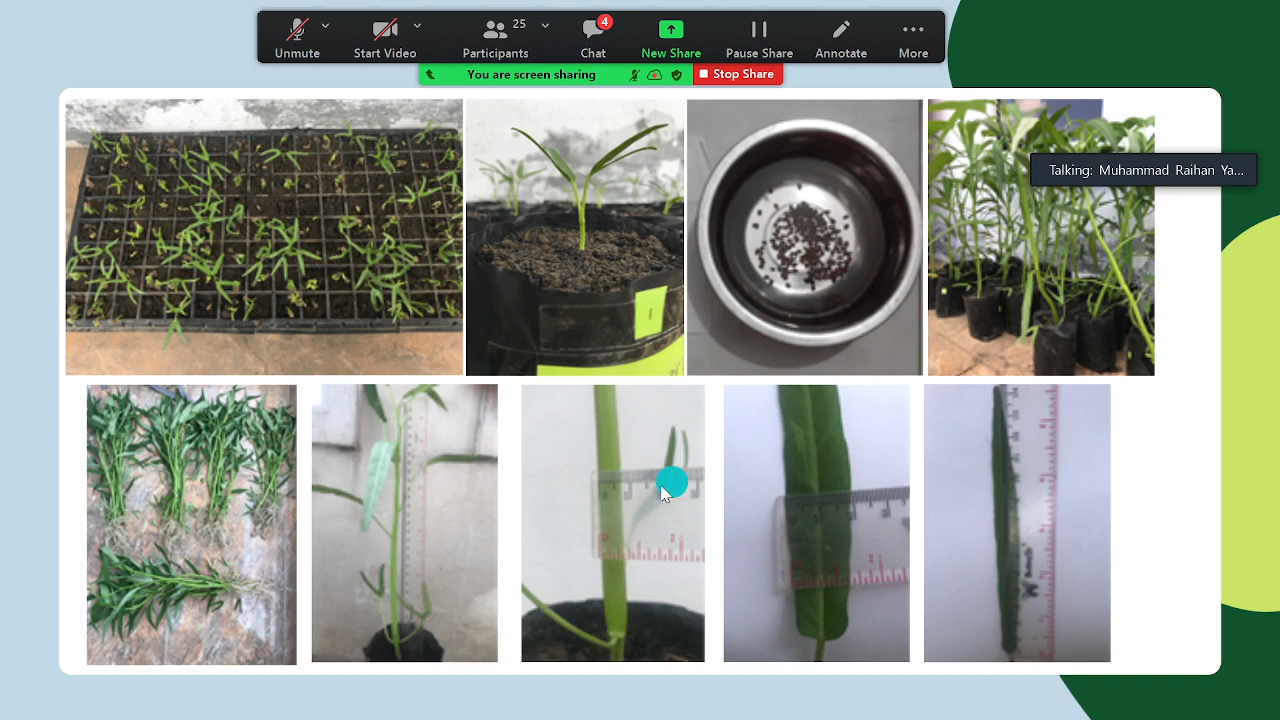 Unmute
Start Video
Participants
25
Chat
4
New Share
Pause Share
Annotate
More
You are screen sharing
Stop Share
Talking: Muhammad Raihan Ya...